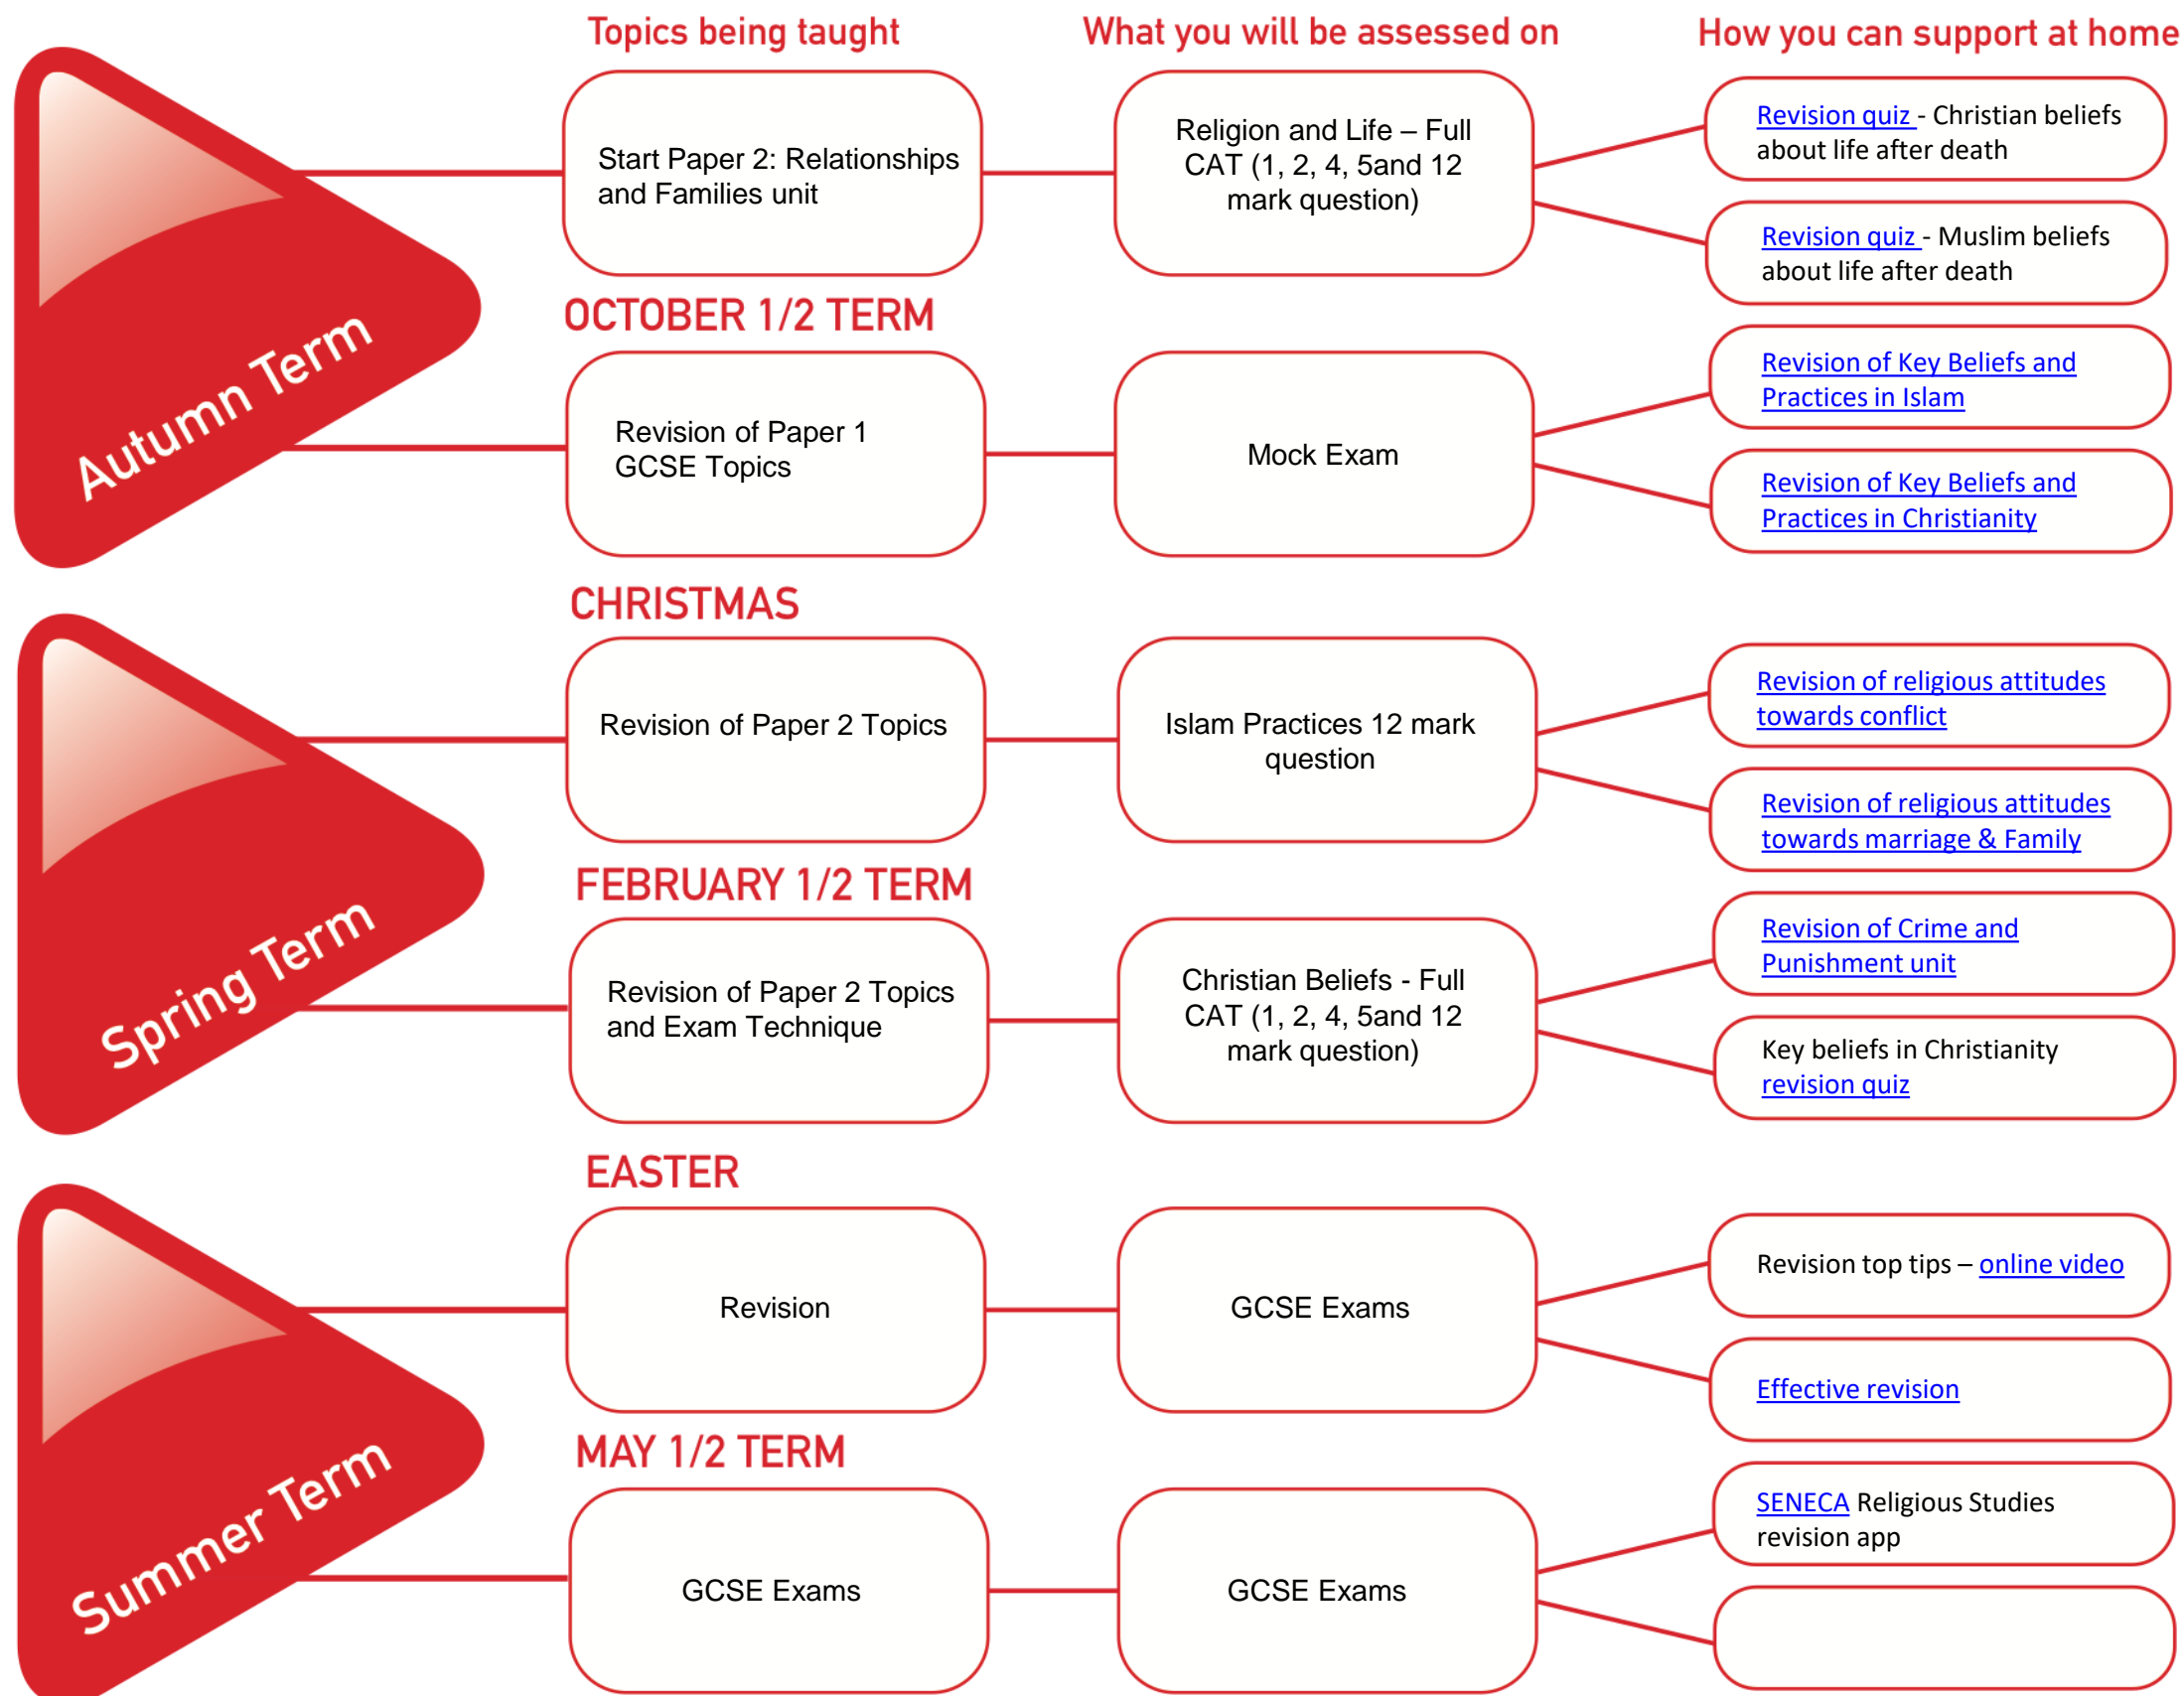 Topics being taught
What you will be assessed on
How you can support at home
Autumn Term
Start Paper 2: Relationships
and Families unit
Religion and Life – Full
CAT (1, 2, 4, 5and 12
mark question)
Revision quiz - Christian beliefs
about life after death
Revision quiz - Muslim beliefs
about life after death
OCTOBER 1/2 TERM
Revision of Paper 1
GCSE Topics
Mock Exam
Revision of Key Beliefs and
Practices in Islam
Revision of Key Beliefs and
Practices in Christianity
CHRISTMAS
Spring Term
Revision of Paper 2 Topics
Islam Practices 12 mark
question
Revision of religious attitudes
towards conflict
Revision of religious attitudes
towards marriage & Family
FEBRUARY 1/2 TERM
Revision of Paper 2 Topics
and Exam Technique
Christian Beliefs - Full
CAT (1, 2, 4, 5and 12
mark question)
Revision of Crime and
Punishment unit
Key beliefs in Christianity
revision quiz
EASTER
Summer Term
Revision
GCSE Exams
Revision top tips – online video
Effective revision
MAY 1/2 TERM
GCSE Exams
GCSE Exams
SENECA Religious Studies
revision app